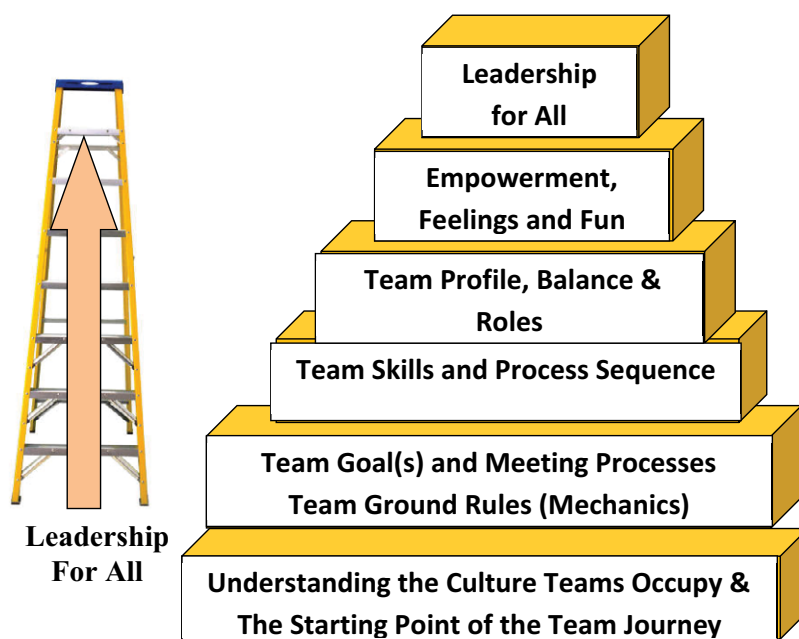 Leadership
for All
Empowerment,
Feelings and Fun
Team Profile, Balance &
Roles
Team Skills and Process Sequence
Team Goal(s) and Meeting Processes
Team Ground Rules (Mechanics)
Understanding the Culture Teams Occupy &
The Starting Point of the Team Journey
Leadership
For All